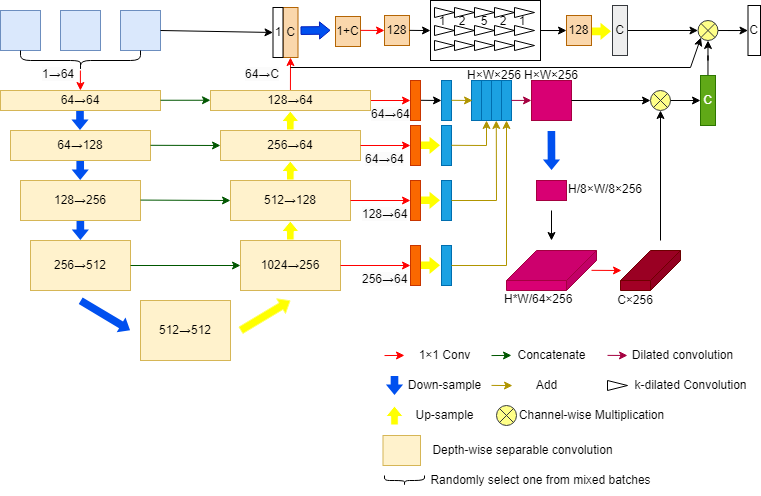 1 C
1+C
128
1 2 5 2 1
128
C
C
1→64
64→C
H×W×256 H×W×256
64→64
128→64
64→64
C
64→128
256→64
64→64
128→256
512→128
128→64
H/8×W/8×256
256→512
1024→256
256→64
H*W/64×256
C×256
512→512
1×1 Conv
Concatenate
Dilated convolution
Down-sample
Add
k-dilated Convolution
Up-sample
Channel-wise Multiplication
Depth-wise separable convolution
Randomly select one from mixed batches